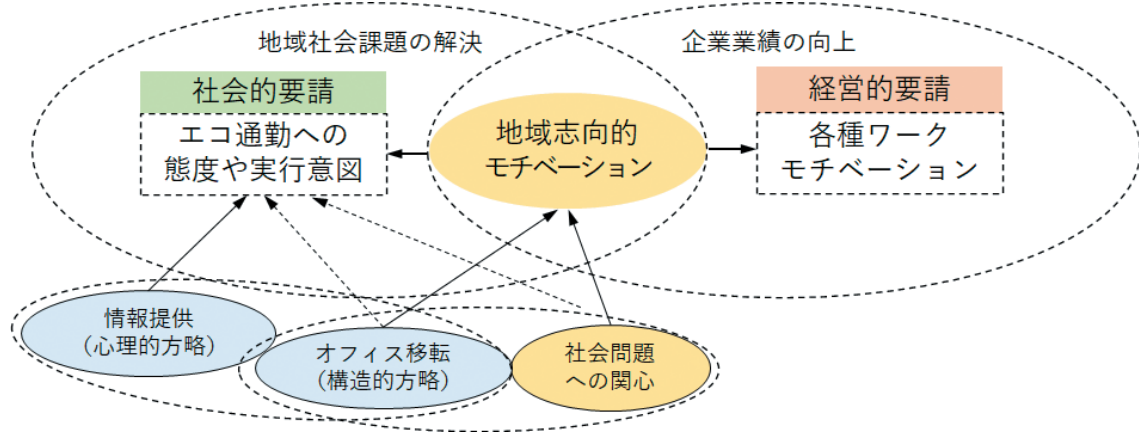 地域社会課題の解決
企業業績の向上
社会的要請
経営的要請
エコ通勤への
態度や実行意図
地域志向的
モチベーション
各種ワーク
モチベーション
情報提供
（心理的方略）
オフィス移転
（構造的方略）
社会問題
への関心